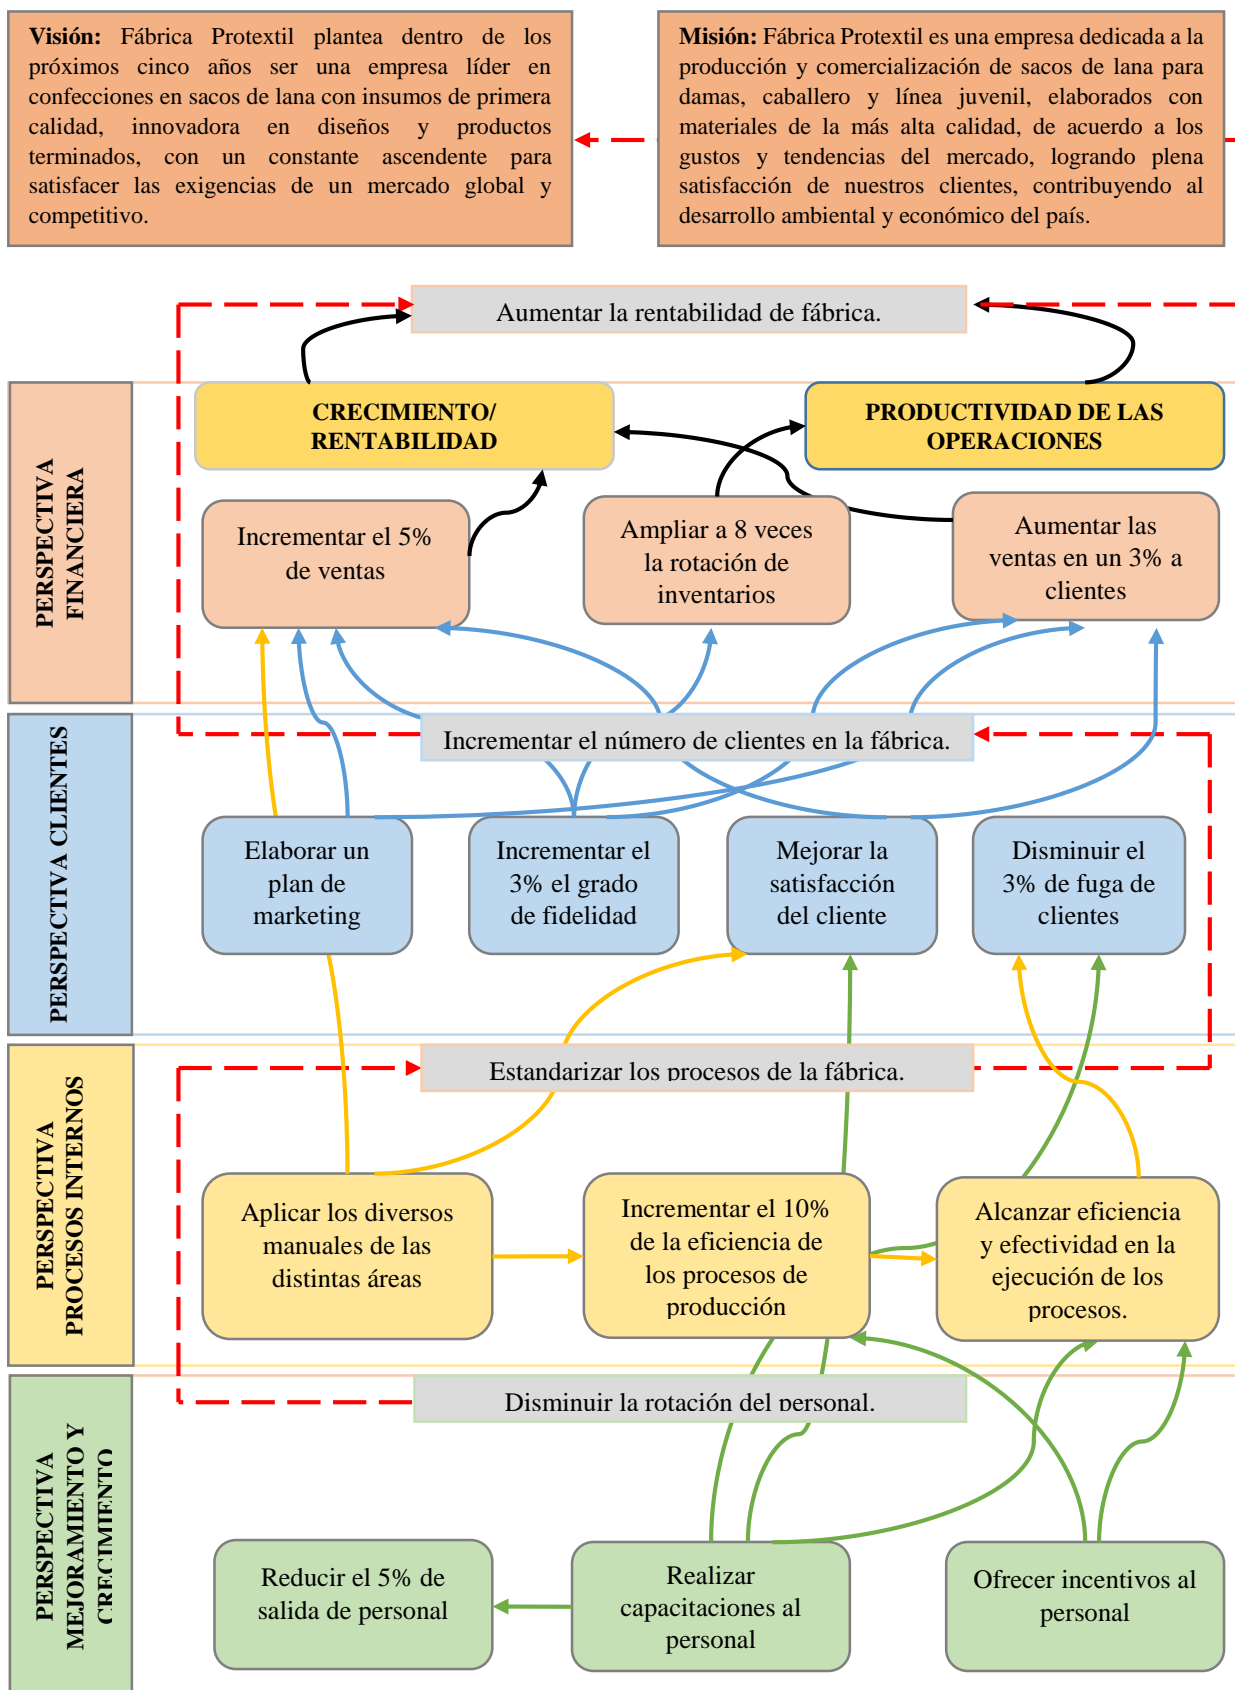 Visión: Fábrica Protextil plantea dentro de los
próximos cinco años ser una empresa líder en
confecciones en sacos de lana con insumos de primera
calidad, innovadora en diseños y productos
terminados, con un constante ascendente para
satisfacer las exigencias de un mercado global y
competitivo.
Misión: Fábrica Protextil es una empresa dedicada a la
producción y comercialización de sacos de lana para
damas, caballero y línea juvenil, elaborados con
materiales de la más alta calidad, de acuerdo a los
gustos y tendencias del mercado, logrando plena
satisfacción de nuestros clientes, contribuyendo al
desarrollo ambiental y económico del país.
Aumentar la rentabilidad de fábrica.
PERSPECTIVA
FINANCIERA
CRECIMIENTO/
RENTABILIDAD
PRODUCTIVIDAD DE LAS
OPERACIONES
Incrementar el 5%
de ventas
Ampliar a 8 veces
la rotación de
inventarios
Aumentar las
ventas en un 3% a
clientes
PERSPECTIVA CLIENTES
Incrementar el número de clientes en la fábrica.
Elaborar un
plan de
marketing
Incrementar el
3% el grado
de fidelidad
Mejorar la
satisfacción
del cliente
Disminuir el
3% de fuga de
clientes
PERSPECTIVA
PROCESOS INTERNOS
Estandarizar los procesos de la fábrica.
Aplicar los diversos
manuales de las
distintas áreas
Incrementar el 10%
de la eficiencia de
los procesos de
producción
Alcanzar eficiencia
y efectividad en la
ejecución de los
procesos.
PERSPECTIVA
MEJORAMIENTO Y
CRECIMIENTO
Disminuir la rotación del personal.
Reducir el 5% de
salida de personal
Realizar
capacitaciones al
personal
Ofrecer incentivos al
personal